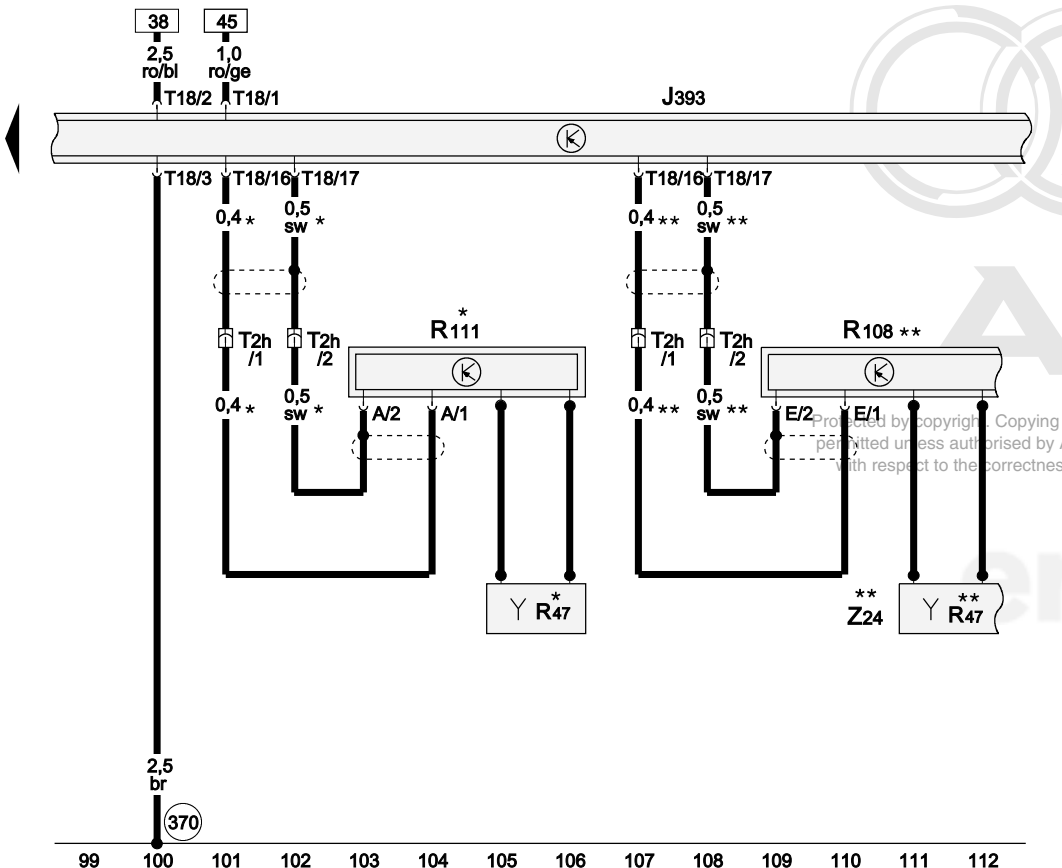 38 45
2,5 1,0
ro/bl ro/ge
T18/2 T18/1 J393
T18/3 T18/16 T18/17 T18/16 T18/17
0,4 * 0,5 0,4 ** 0,5
sw * sw **
*
R111 R108 **
T2h T2h T2h T2h
/1 /2 /1 /2
0,4 * 0,5 A/2 A/1 0,4 ** 0,5 E/2 E/1
sw * sw **
Protected by copyright. Copying
permitted unless authorised by A
with respect to the correctnes
* ** **
R47 Z24 R47
2,5
br
370
99 100 101 102 103 104 105 106 107 108 109 110 111 112